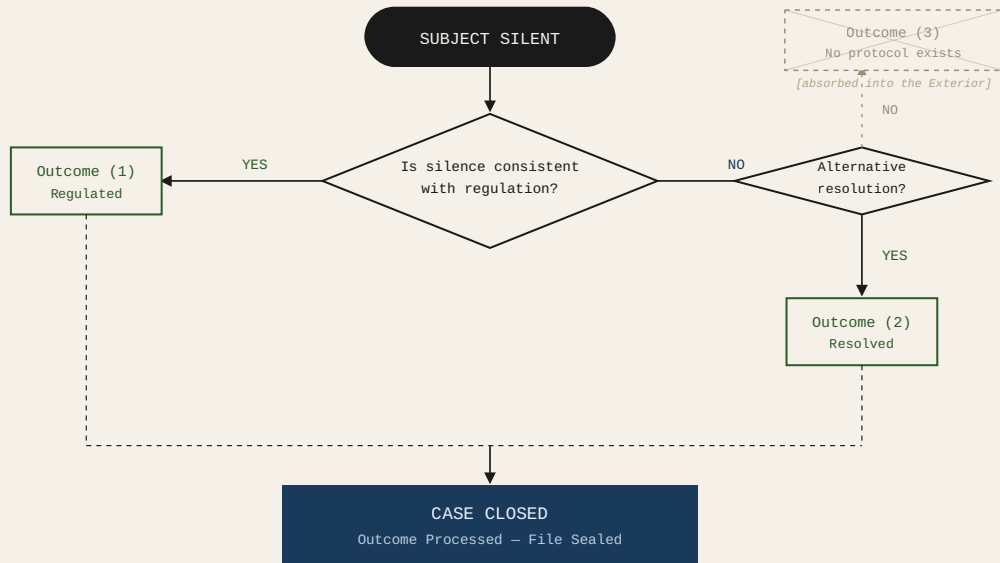 SUBJECT SILENT
Outcome (3)
No protocol exists
[absorbed into the Exterior]
NO
Outcome (1)
Regulated
YES
Is silence consistent
with regulation?
NO
Alternative
resolution?
YES
Outcome (2)
Resolved
CASE CLOSED
Outcome Processed — File Sealed